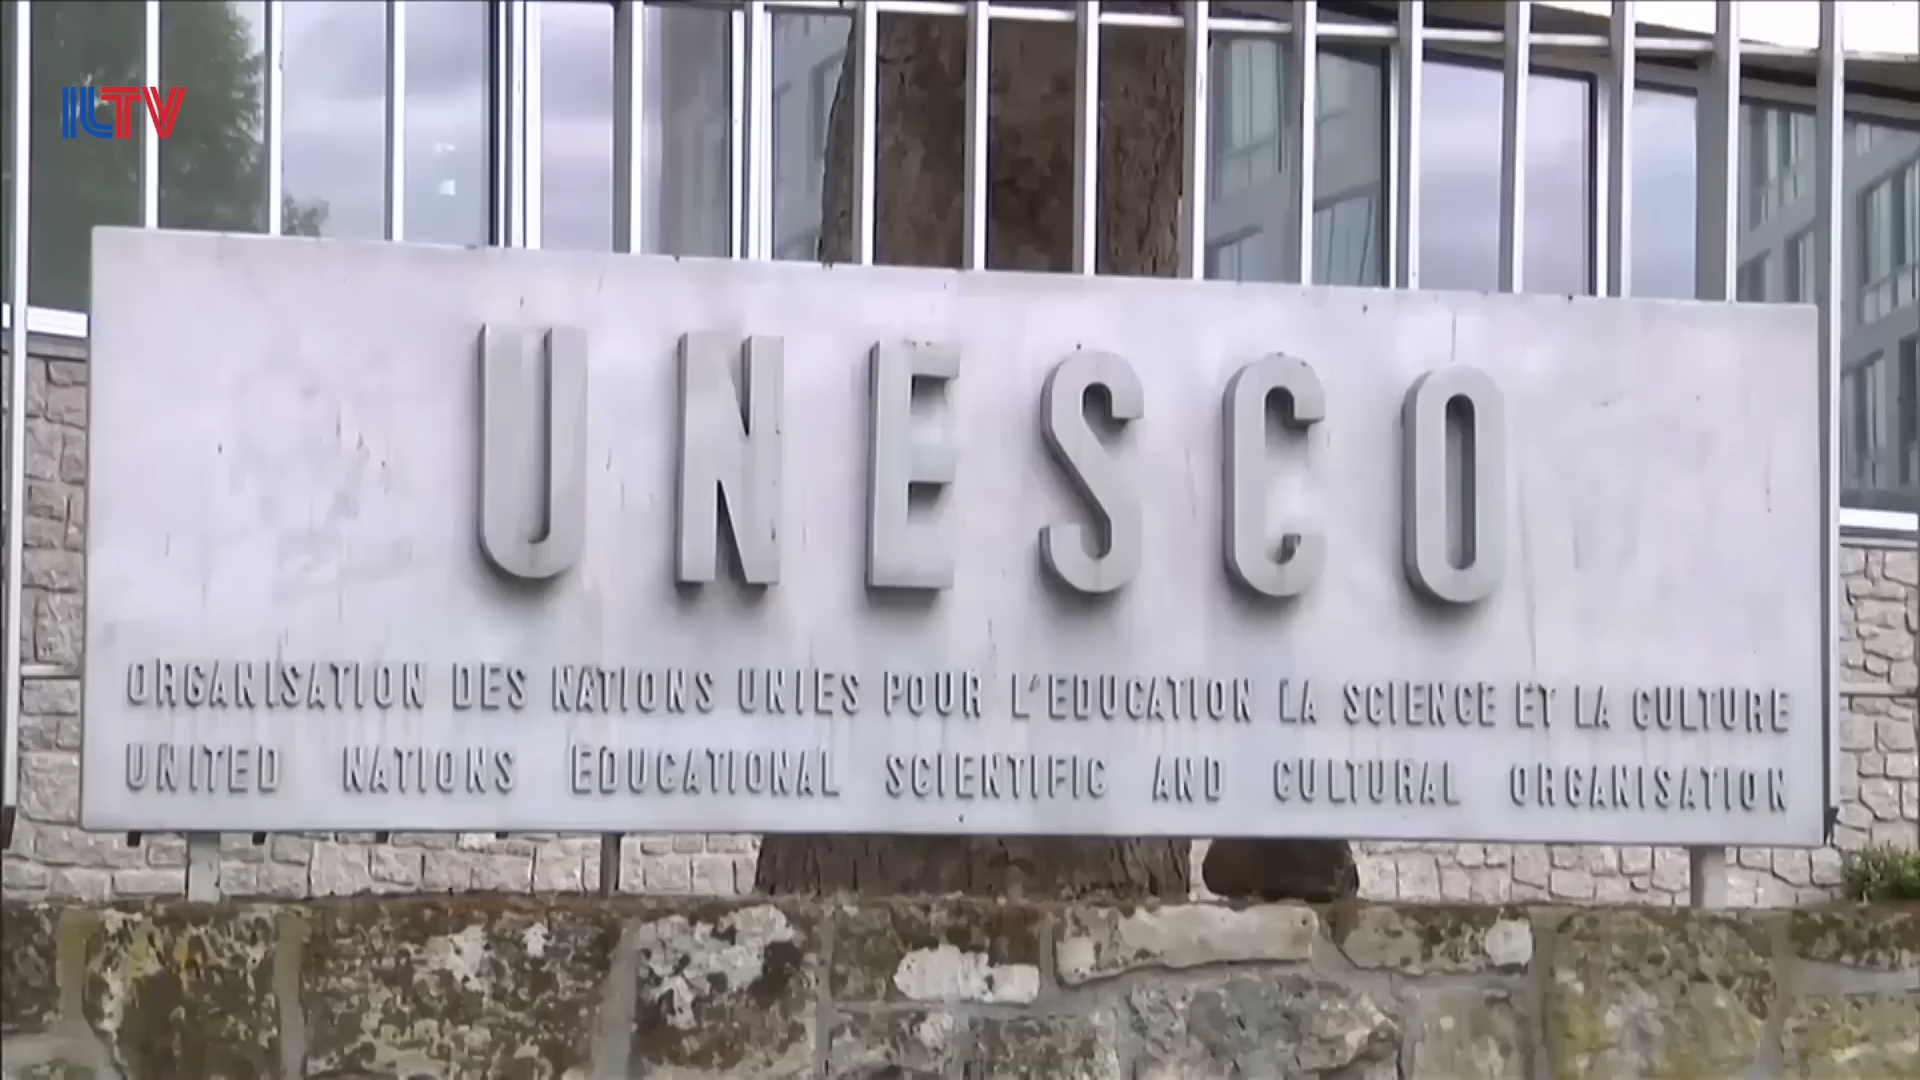 ILTV
UNESCO
ORGANISATION DES NATIONS UNIES POUR L'EDUCATION LA SCIENCE ET LA CULTURE
UNITED NATIONS EDUCATIONAL SCIENTIFIC AND CULTURAL ORGANISATION